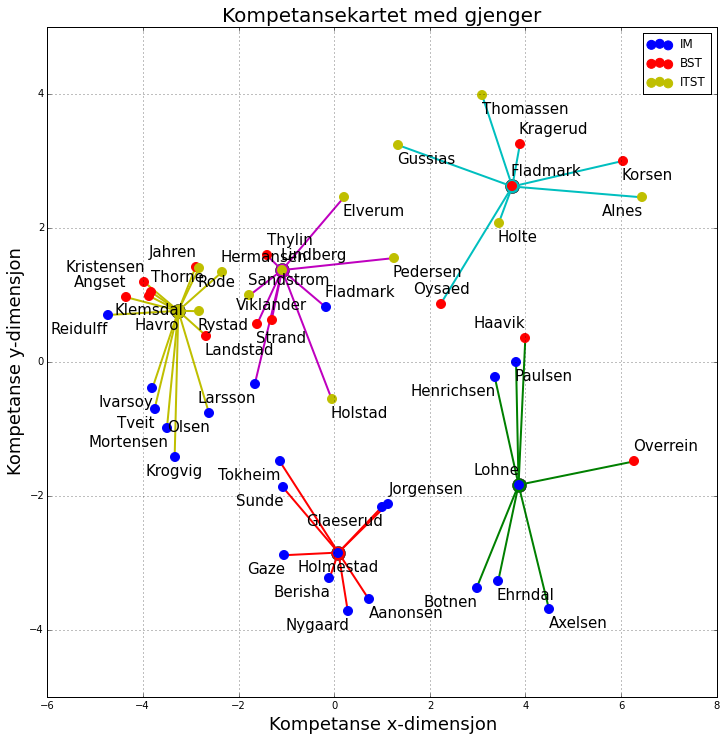 Kompetansekartet med gjenger
IM
BST
ITST
Thomassen
Kragerud
Gussias
Fladmark
Korsen
Elverum
Alnes
Holte
Thylin
Jahren
Hermansen
Lindberg
Kristensen
Pedersen
Angset
Thorne
Rode
Sandstrom
Oysaed
Fladmark
Klemsdal
Viklander
Reidulff
Havro
Rystad
Haavik
Strand
Landstad
Paulsen
Henrichsen
Ivarsoy
Larsson
Holstad
Tveit
Olsen
Mortensen
Overrein
Krogvig
Tokheim
Lohne
Sunde
Jorgensen
Glaeserud
Gaze
Holmestad
Berisha
Botnen
Ehrndal
Nygaard
Aanonsen
Axelsen
4
2
0
−2
−4
−6
−4
−2
0
2
4
6
8
Kompetanse x-dimensjon
Kompetanse y-dimensjon